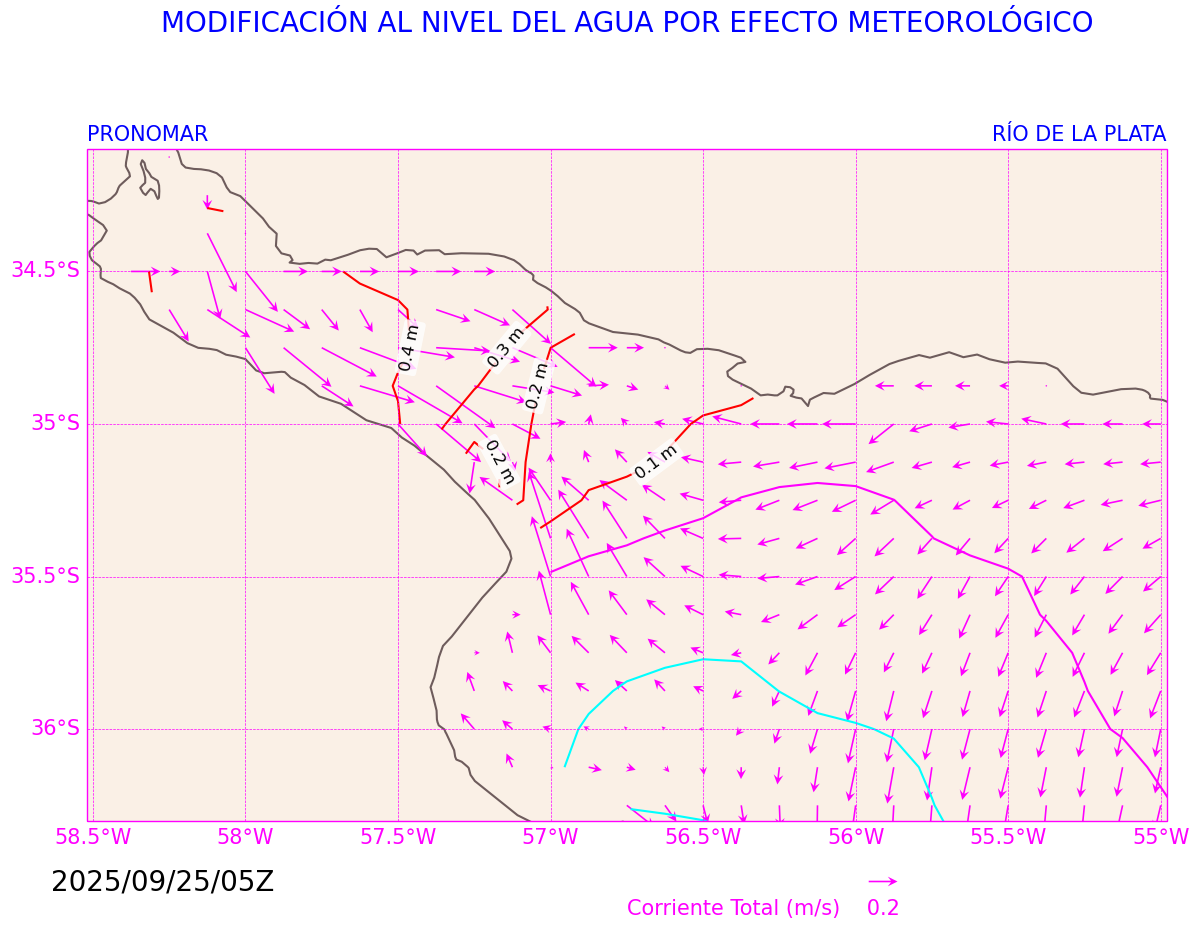 MODIFICACIÓN AL NIVEL DEL AGUA POR EFECTO METEOROLÓGICO
PRONOMAR
RÍO DE LA PLATA
34.5°S
35°S
35.5°S
36°S
0.4 m
0.3 m
0.2 m
0.2 m
0.1 m
58.5°W
58°W
57.5°W
57°W
56.5°W
56°W
55.5°W
55°W
2025/09/25/05Z
Corriente Total (m/s)
0.2